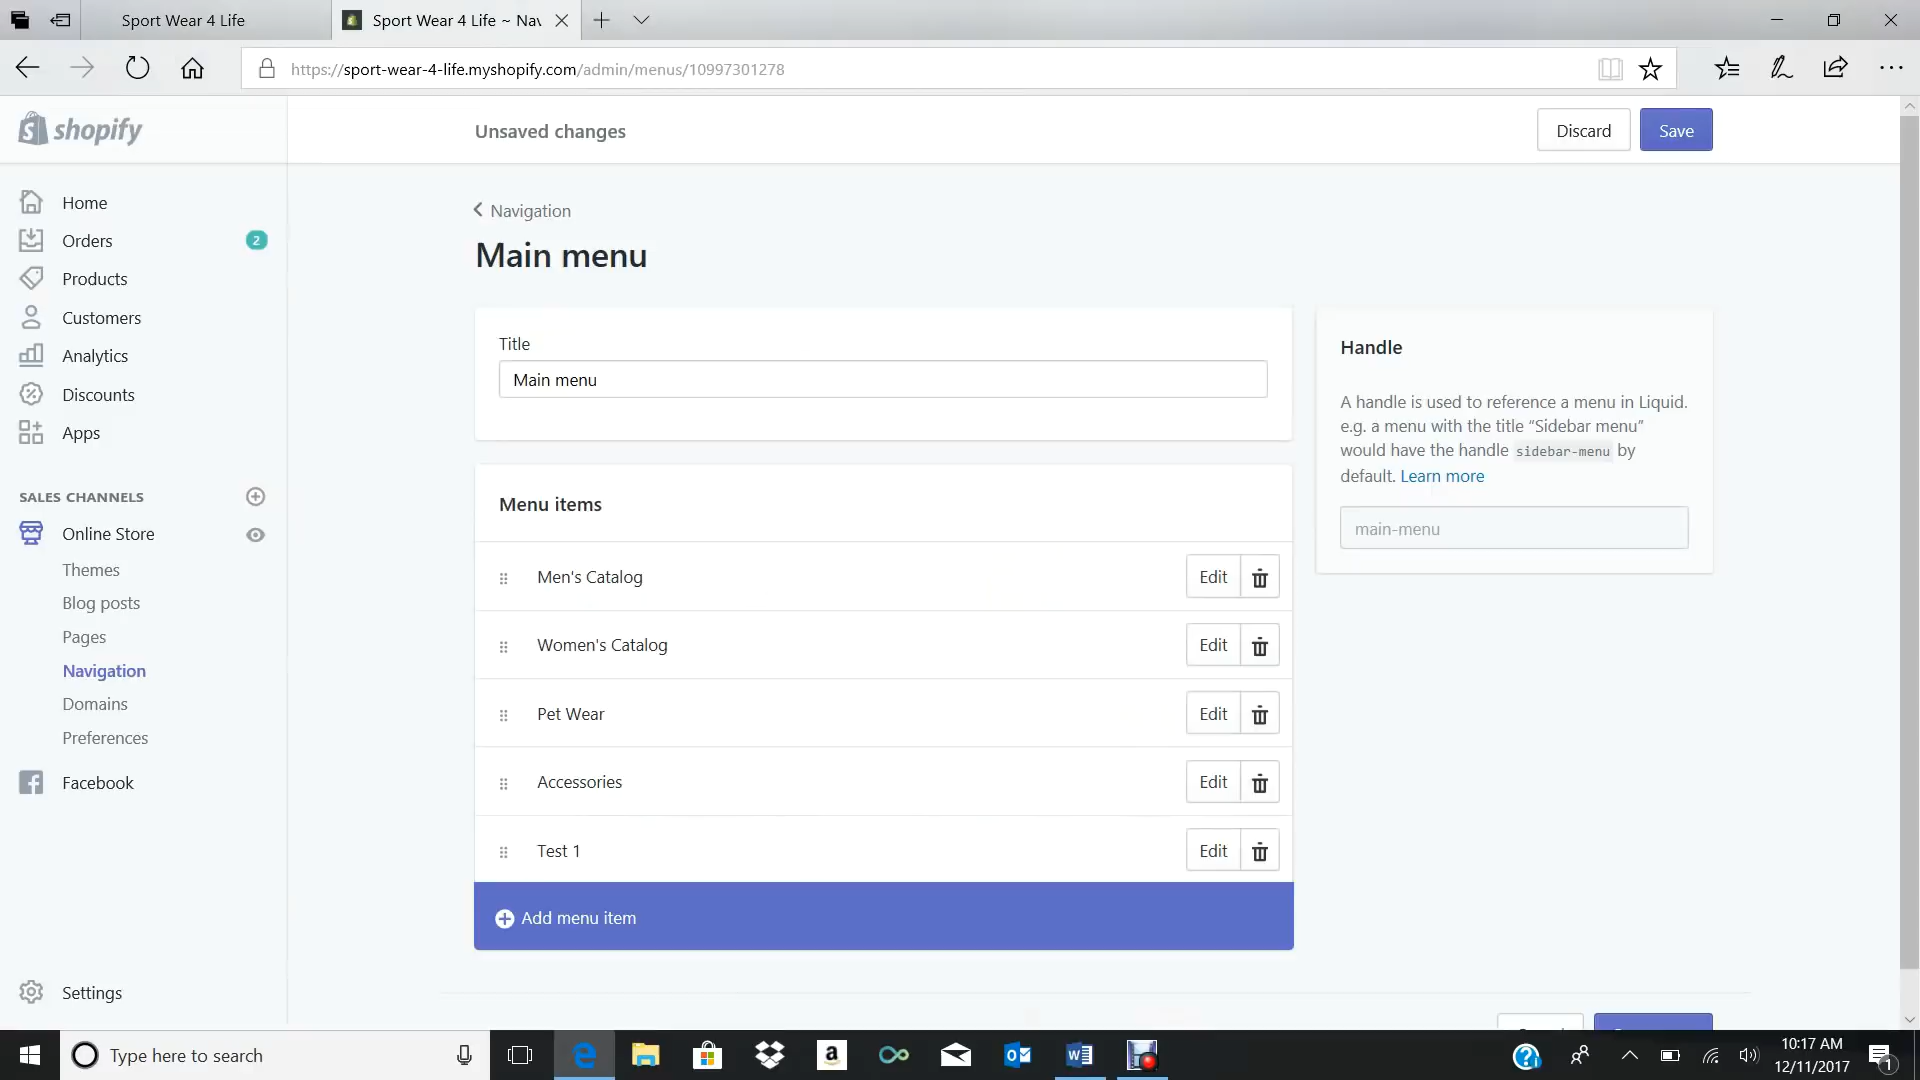 Sport Wear 4 Life
Sport Wear 4 Life ~ Nav
https://sport-wear-4-life.myshopify.com/admin/menus/10997301278
shopify
Unsaved changes
Discard
Save
Home
Orders
2
Products
Customers
Analytics
Discounts
Apps
SALES CHANNELS
Online Store
Themes
Blog posts
Pages
Navigation
Domains
Preferences
Facebook
Settings
Navigation
Main menu
Title
Main menu
Menu items
Men's Catalog
Edit
Women's Catalog
Edit
Pet Wear
Edit
Accessories
Edit
Test 1
Edit
Add menu item
Handle
A handle is used to reference a menu in Liquid.
e.g. a menu with the title “Sidebar menu”
would have the handle sidebar-menu by
default. Learn more
main-menu
Type here to search
10:17 AM
12/11/2017
1